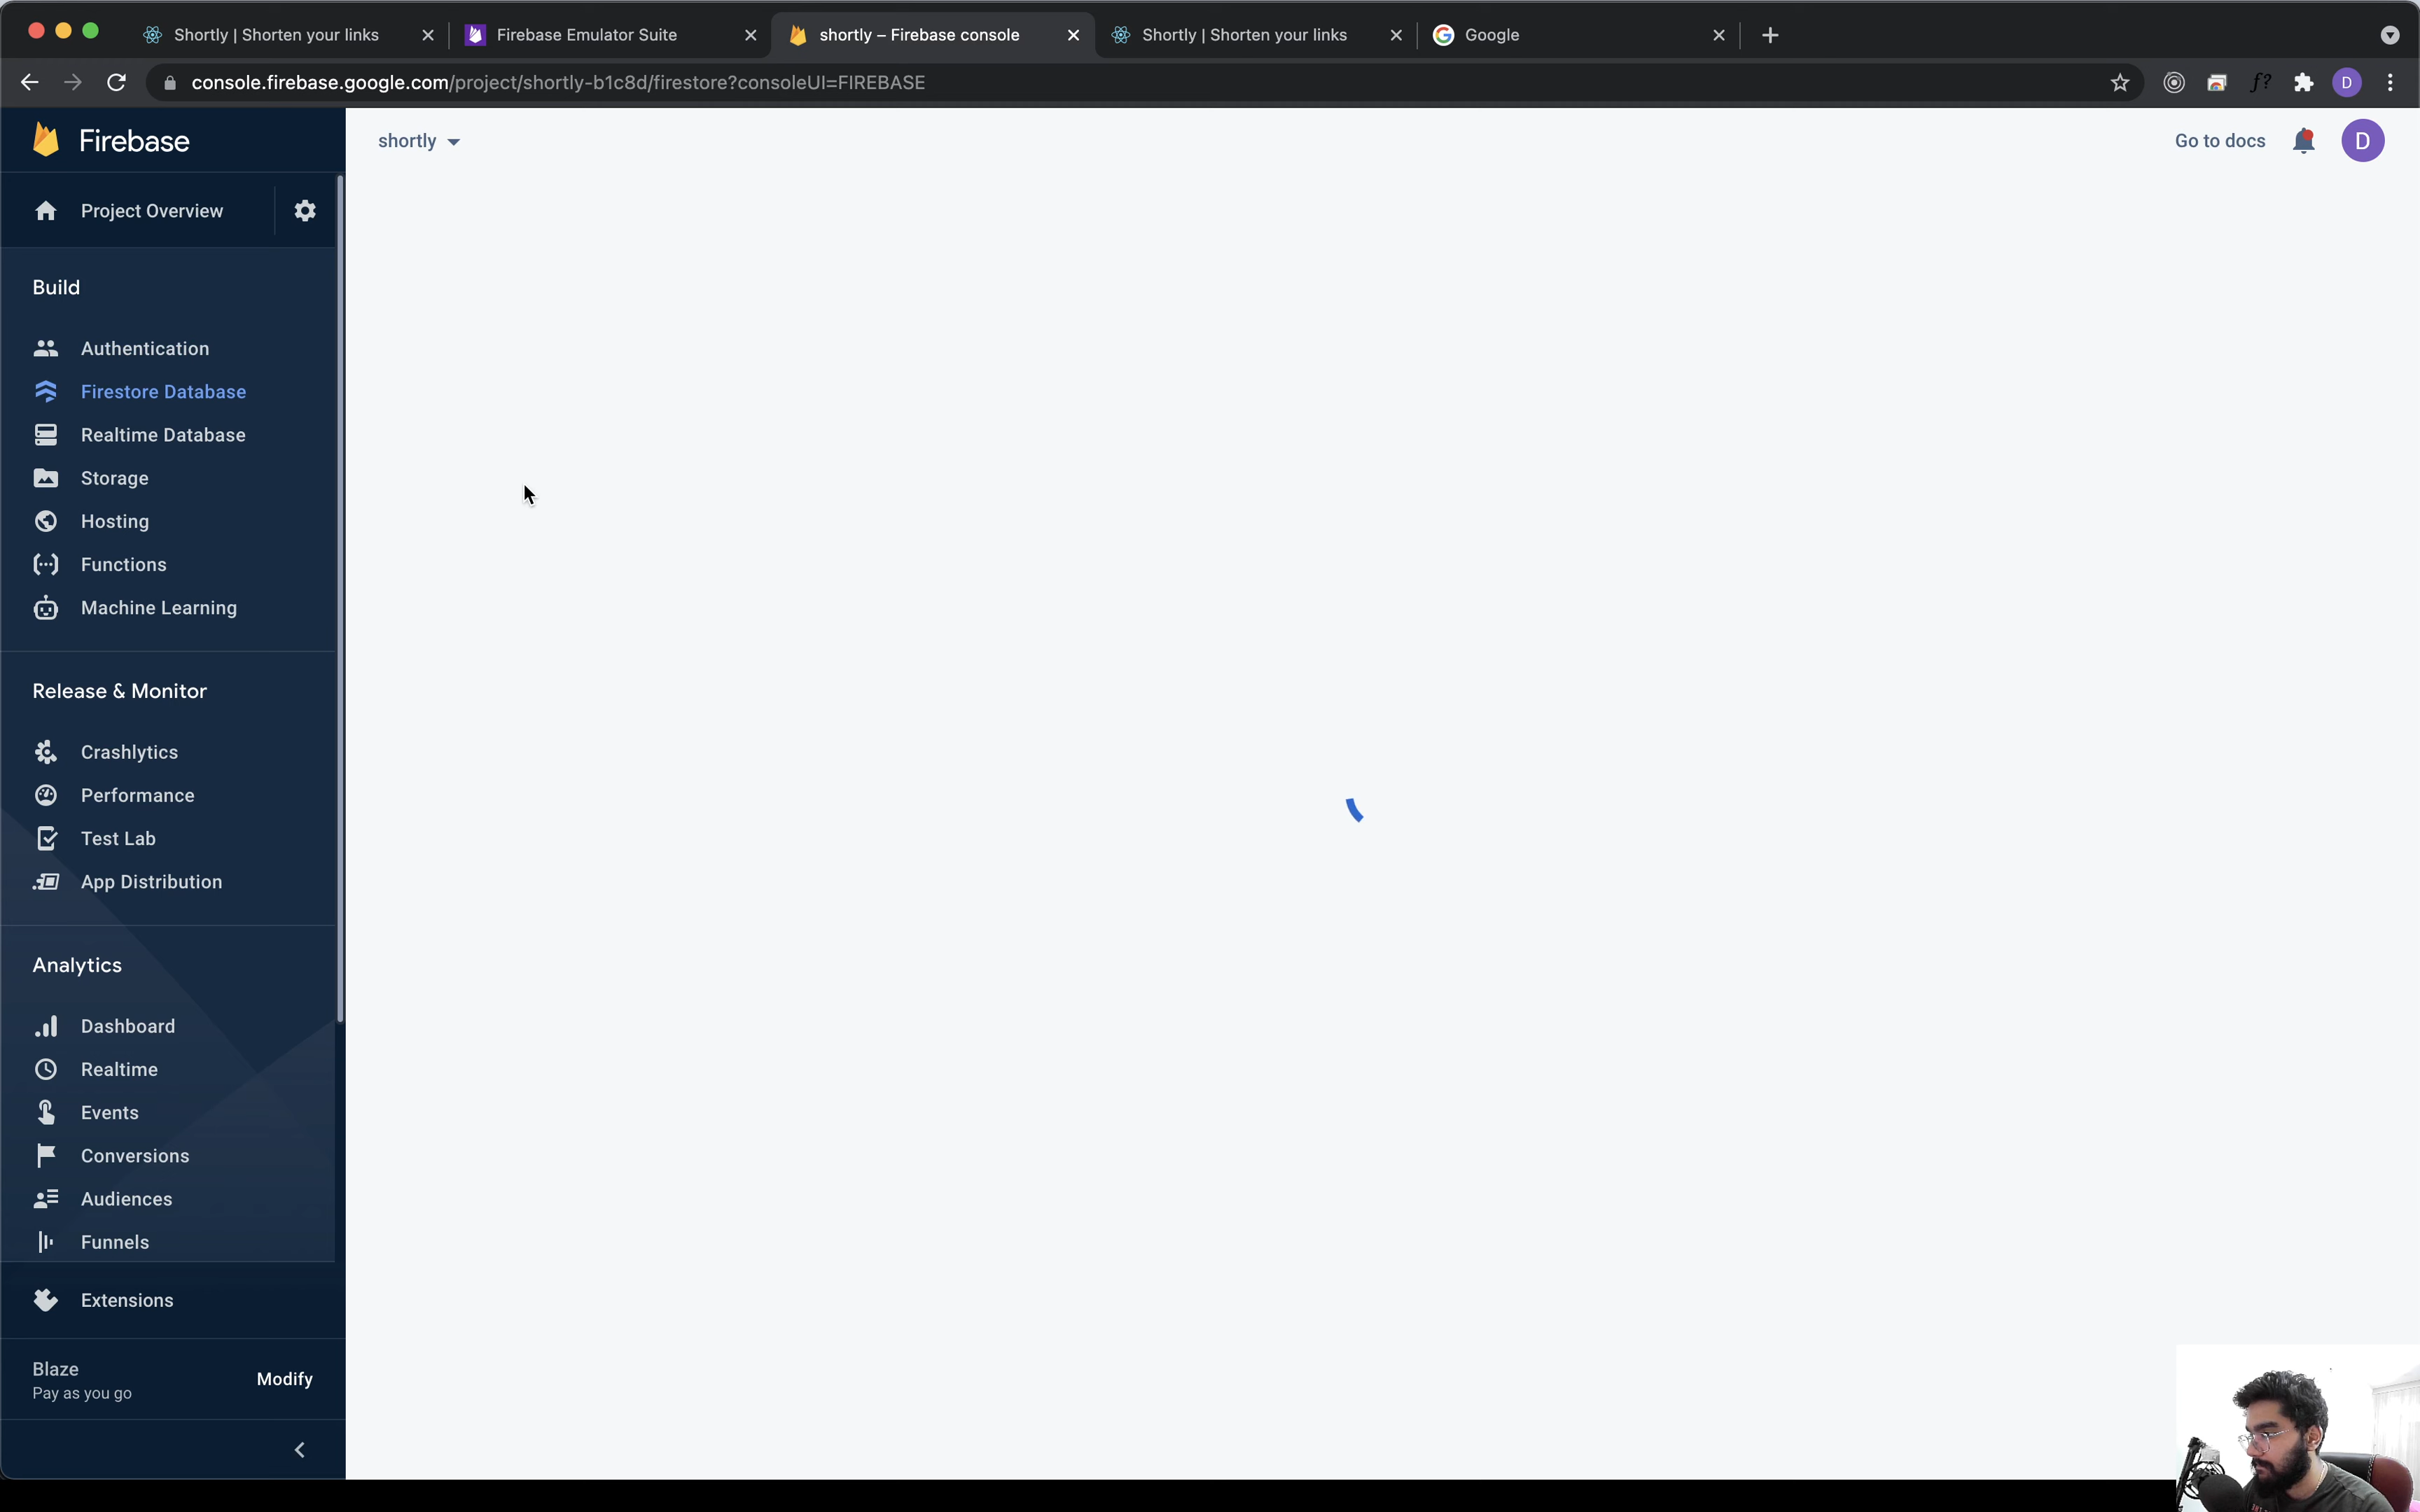 Shortly | Shorten your links
Firebase Emulator Suite
shortly – Firebase console
Shortly | Shorten your links
Google
console.firebase.google.com/project/shortly-b1c8d/firestore?consoleUI=FIREBASE
f?
D
Firebase
shortly
Go to docs
D
Project Overview
Build
Authentication
Firestore Database
Realtime Database
Storage
Hosting
Functions
Machine Learning
Release & Monitor
Crashlytics
Performance
Test Lab
App Distribution
Analytics
Dashboard
Realtime
Events
Conversions
Audiences
Funnels
Extensions
Blaze
Pay as you go
Modify